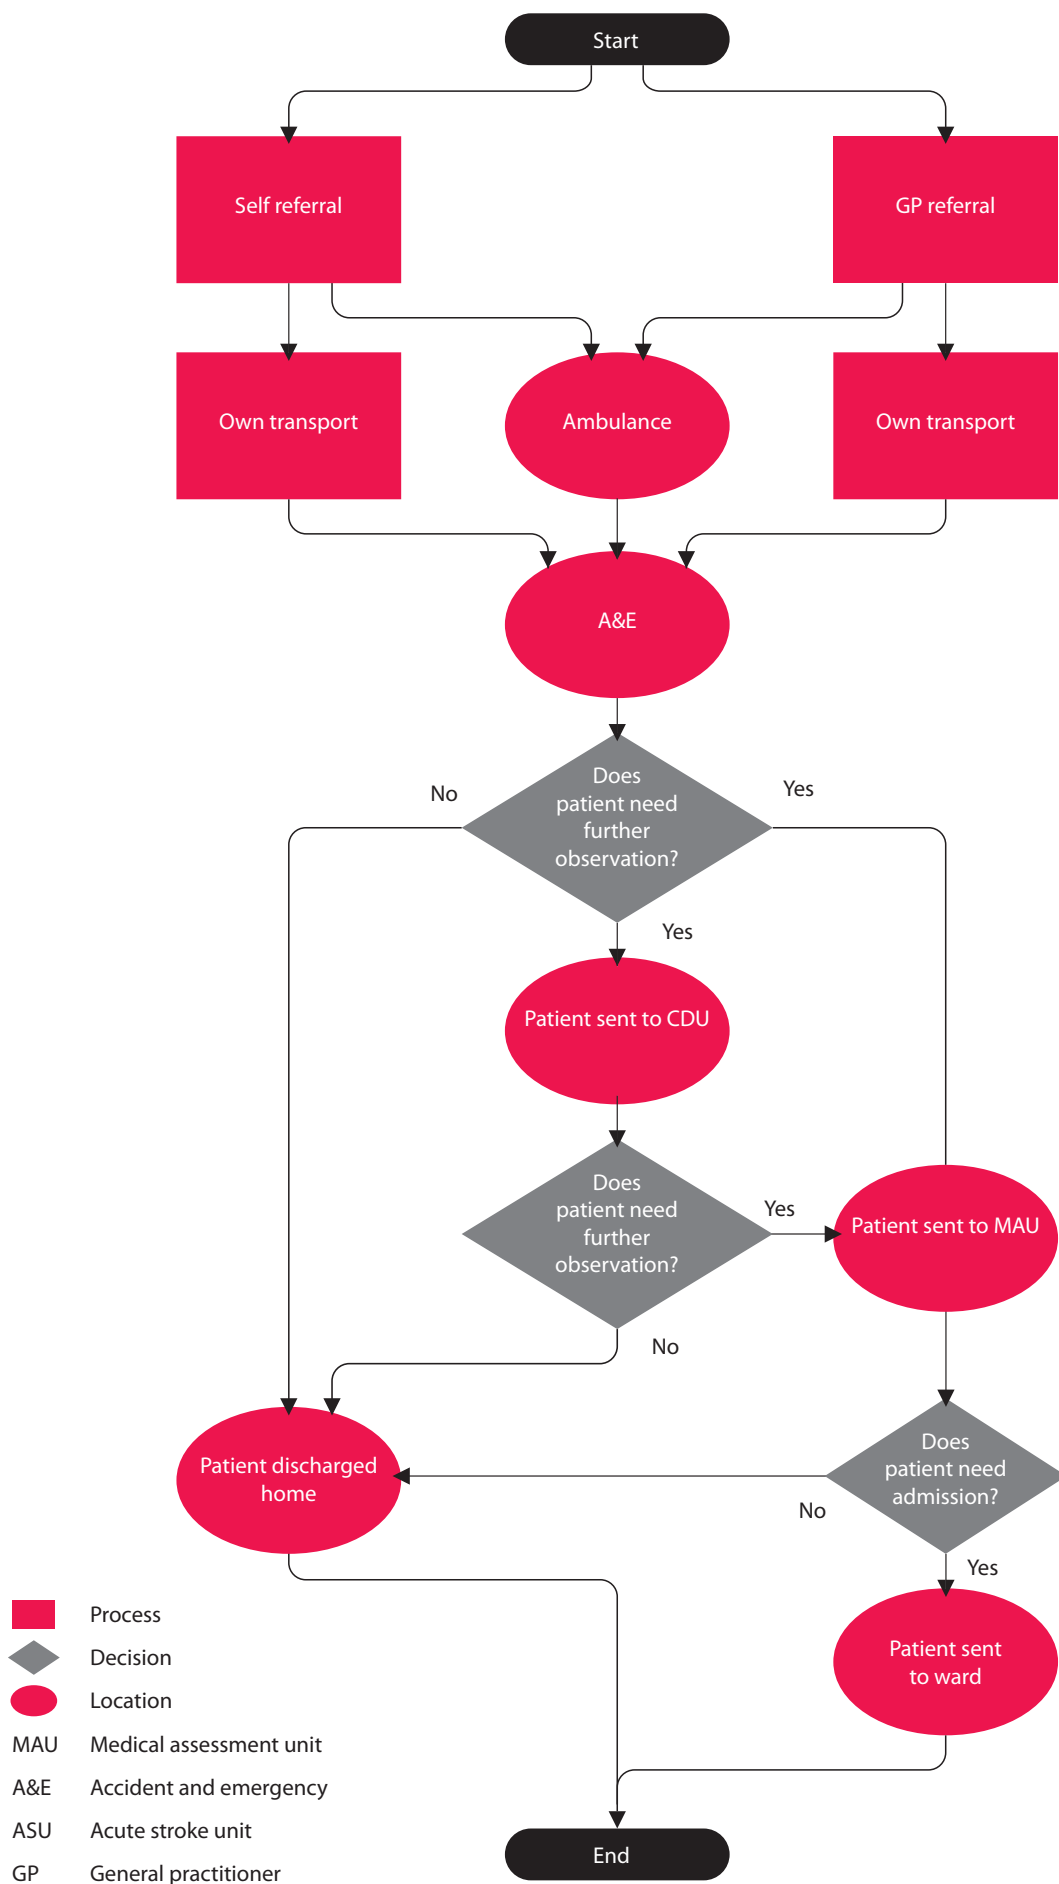 Start
Self referral
GP referral
Own transport
Ambulance
Own transport
A&E
Does
patient need
further
observation?
No
Yes
Yes
Patient sent to CDU
Does
patient need
further
observation?
Yes
Patient sent to MAU
No
Patient discharged
home
Does
patient need
admission?
No
Yes
Patient sent
to ward
Process
Decision
Location
MAU Medical assessment unit
A&E Accident and emergency
ASU Acute stroke unit
GP General practitioner
End